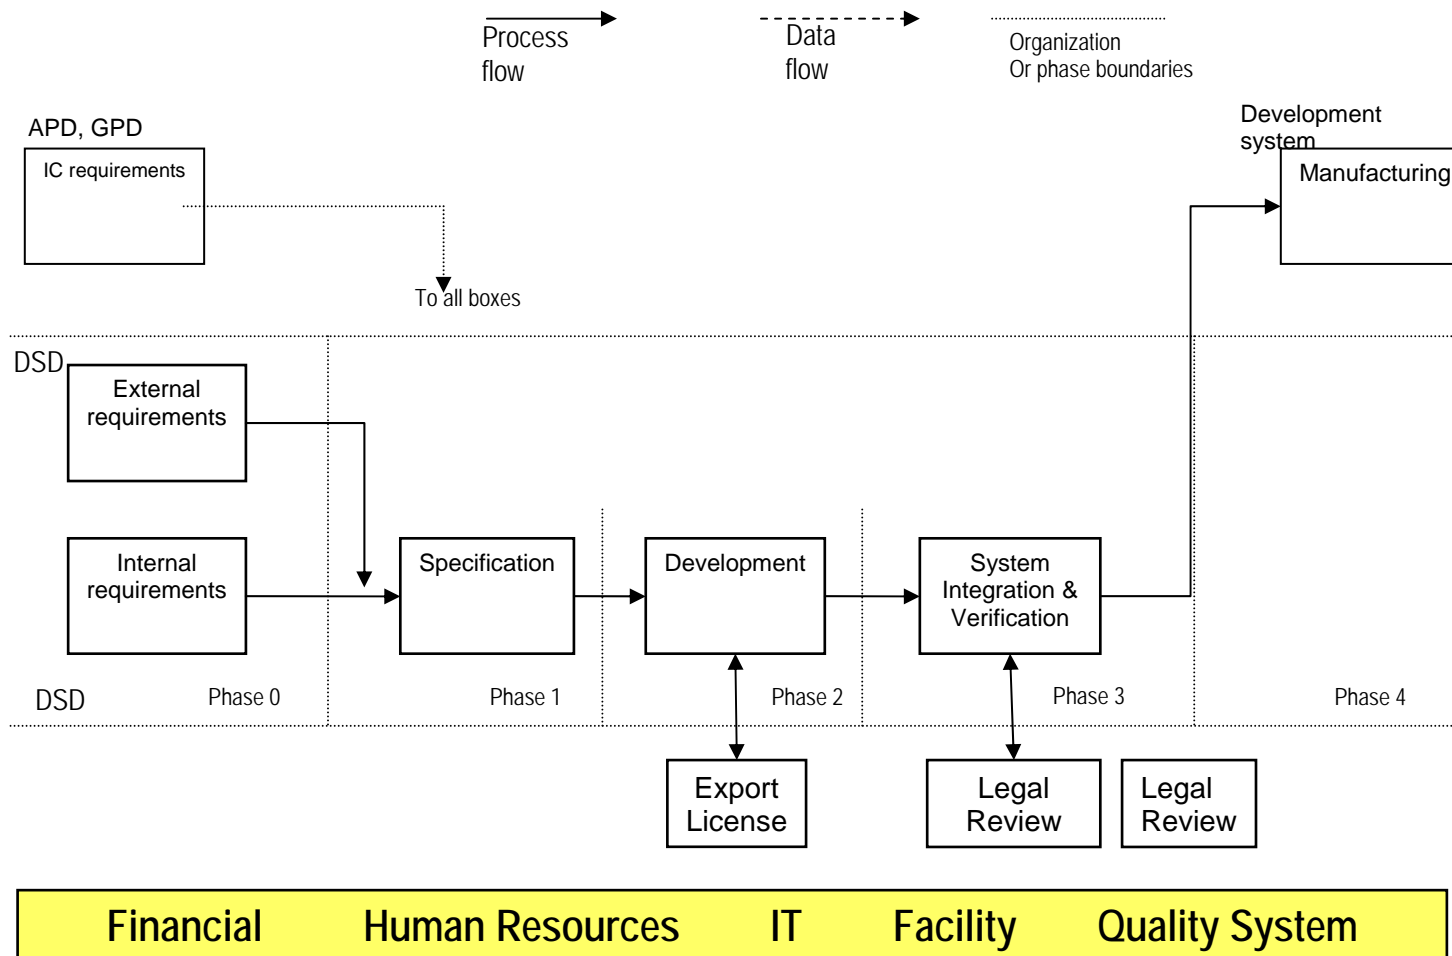 Process
flow
Data
flow
Organization
Or phase boundaries
APD, GPD
IC requirements
To all boxes
Development
system
Manufacturing
DSD
External
requirements
Internal
requirements
Specification
Development
System
Integration &
Verification
DSD
Phase 0
Phase 1
Phase 2
Phase 3
Phase 4
Export
License
Legal
Review
Legal
Review
Financial Human Resources IT Facility Quality System